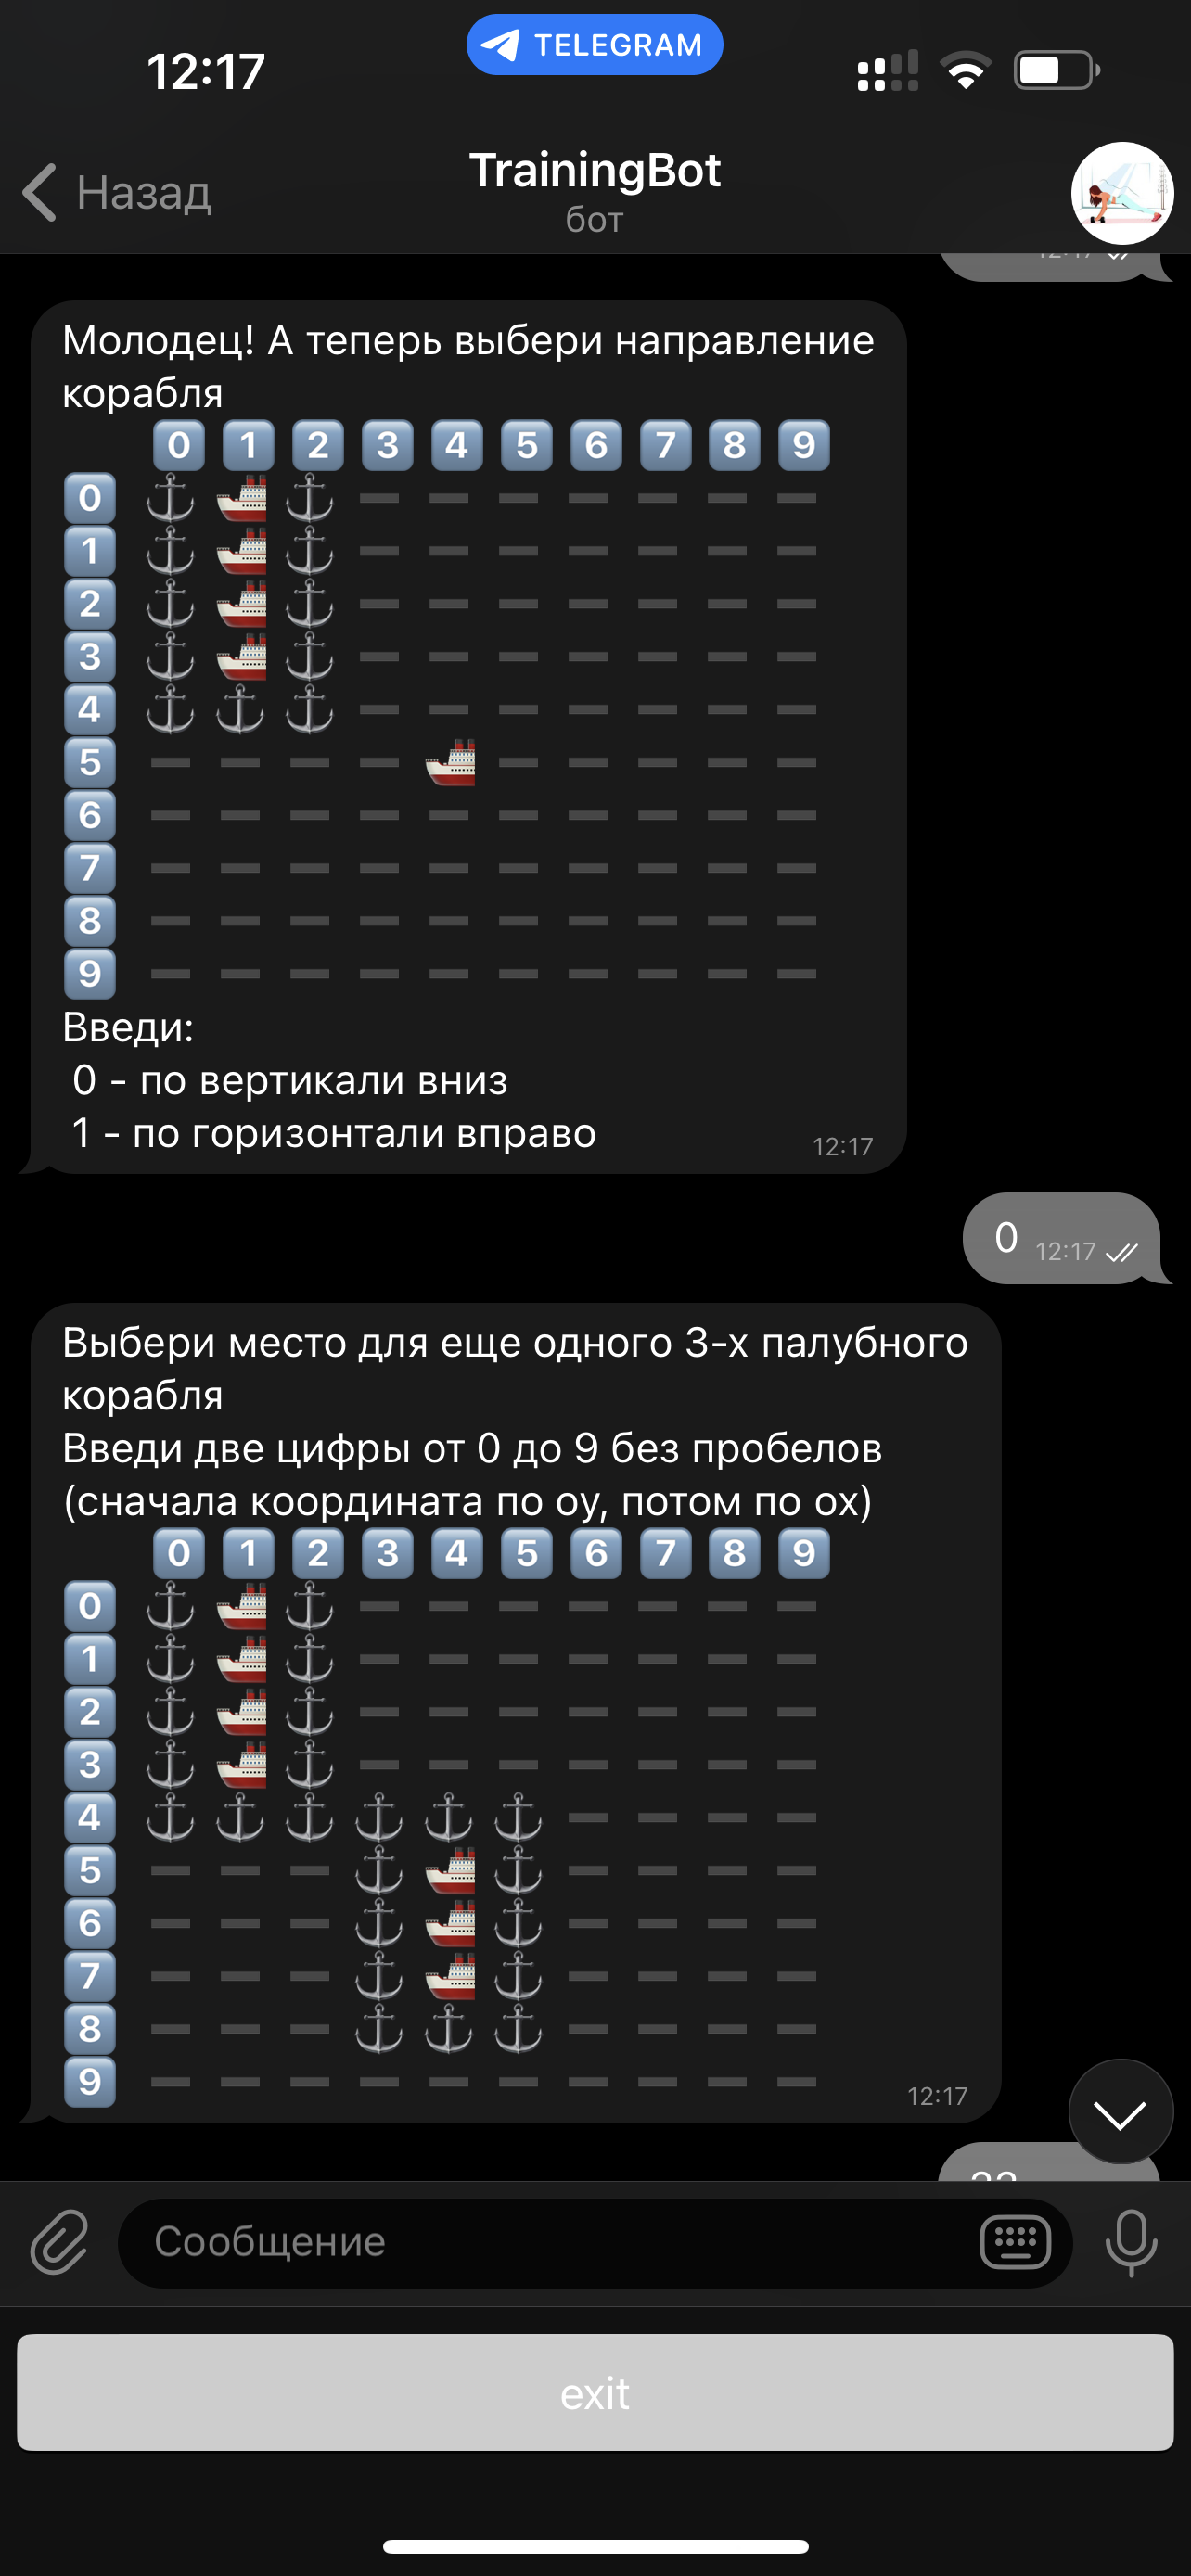 12:17
TELEGRAM
Назад
TrainingBot
бот
Молодец! А теперь выбери направление
корабля
0 1 2 3 4 5 6 7 8 9
0
1
2
3
4
5
6
7
8
9
Введи:
0 - по вертикали вниз
1 - по горизонтали вправо
12:17
0 12:17
Выбери место для еще одного 3-х палубного
корабля
Введи две цифры от 0 до 9 без пробелов
(сначала координата по oy, потом по ox)
0 1 2 3 4 5 6 7 8 9
0
1
2
3
4
5
6
7
8
9
12:17
Сообщение
exit